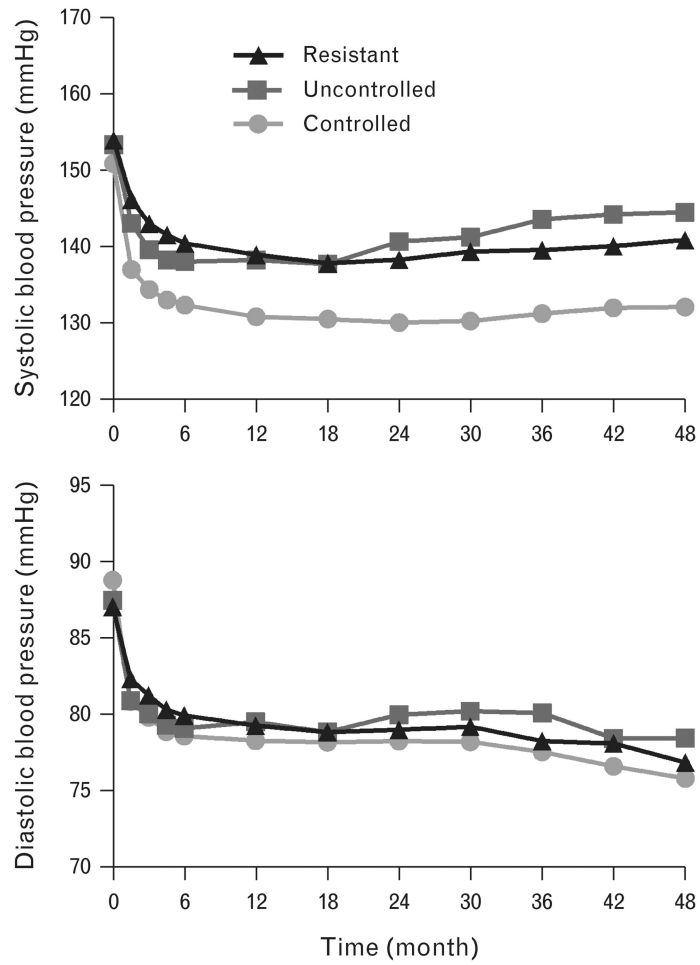 Systolic blood pressure (mmHg)
170
160
150
140
130
120
Resistant
Uncontrolled
Controlled
0 6 12 18 24 30 36 42 48
Diastolic blood pressure (mmHg)
95
90
85
80
75
70
0 6 12 18 24 30 36 42 48
Time (month)